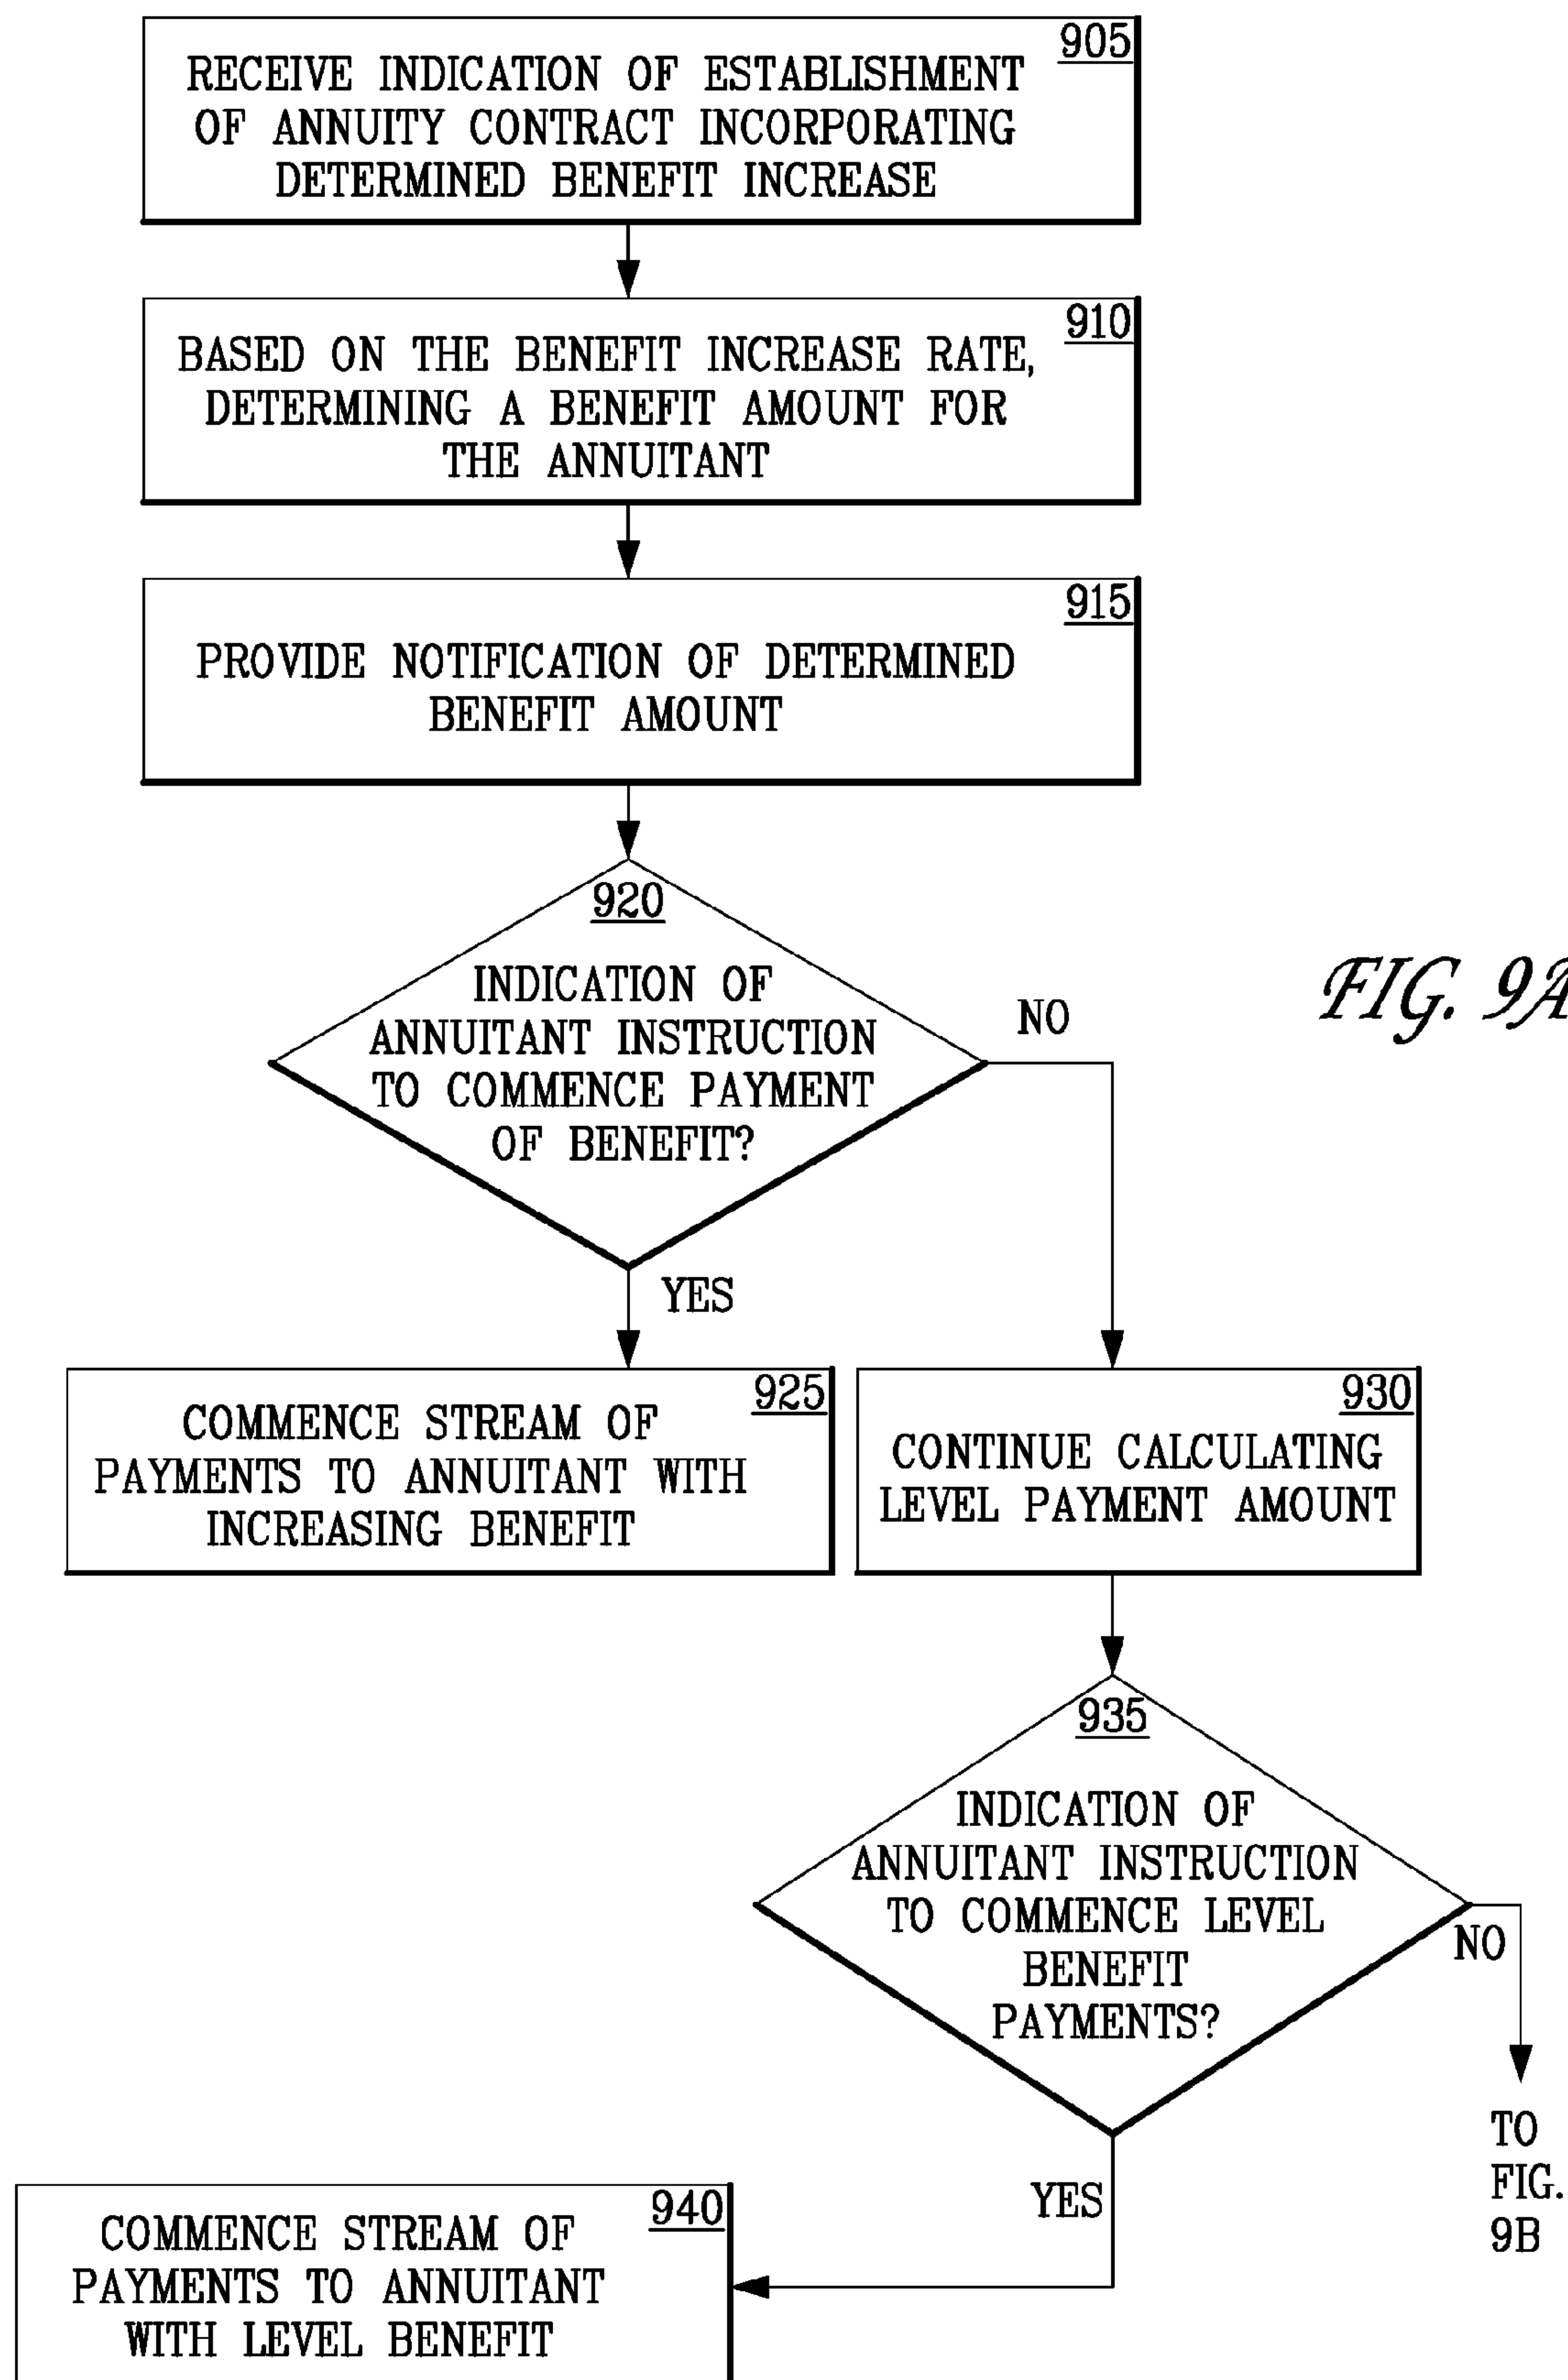 905
RECEIVE INDICATION OF ESTABLISHMENT
OF ANNUITY CONTRACT INCORPORATING
DETERMINED BENEFIT INCREASE
910
BASED ON THE BENEFIT INCREASE RATE,
DETERMINING A BENEFIT AMOUNT FOR
THE ANNUITANT
915
PROVIDE NOTIFICATION OF DETERMINED
BENEFIT AMOUNT
920
INDICATION OF
ANNUITANT INSTRUCTION
TO COMMENCE PAYMENT
OF BENEFIT?
NO
FIG. 9A
YES
925
COMMENCE STREAM OF
PAYMENTS TO ANNUITANT WITH
INCREASING BENEFIT
930
CONTINUE CALCULATING
LEVEL PAYMENT AMOUNT
935
INDICATION OF
ANNUITANT INSTRUCTION
TO COMMENCE LEVEL
BENEFIT
PAYMENTS?
NO
TO
FIG.
9B
YES
940
COMMENCE STREAM OF
PAYMENTS TO ANNUITANT
WITH LEVEL BENEFIT